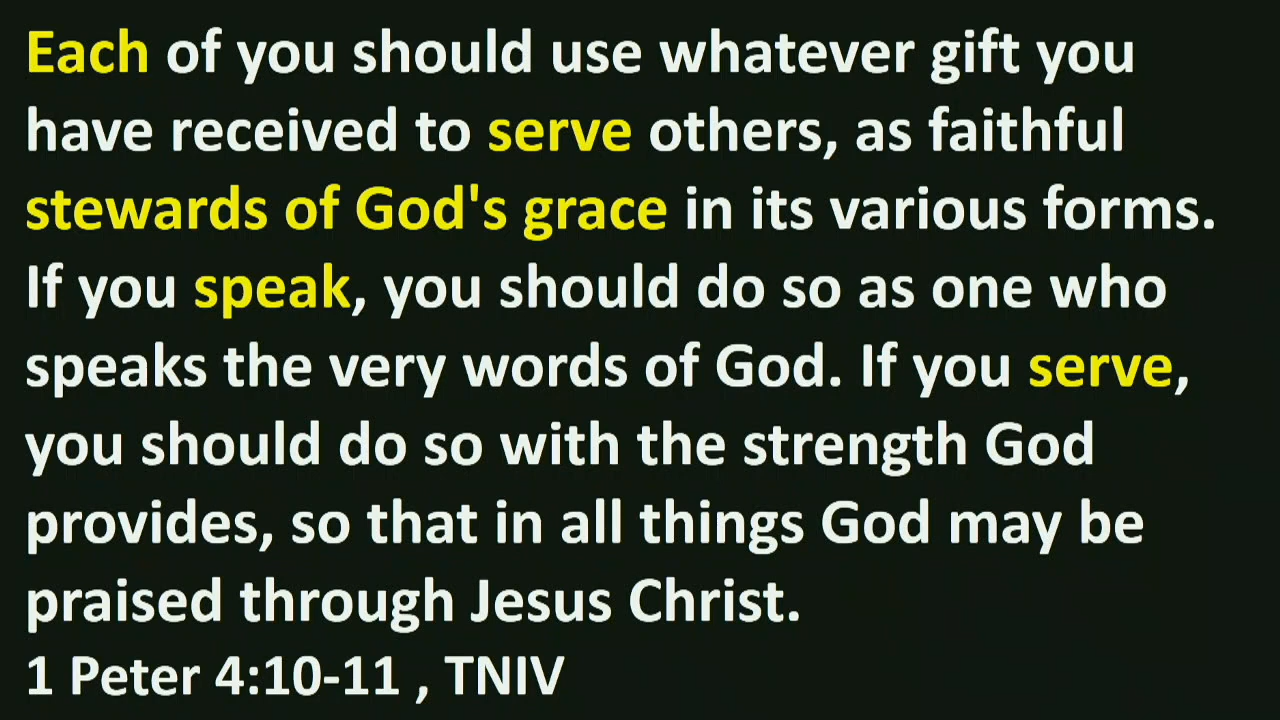 Each of you should use whatever gift you
have received to serve others, as faithful
stewards of God's grace in its various forms.
If you speak, you should do so as one who
speaks the very words of God. If you serve,
you should do so with the strength God
provides, so that in all things God may be
praised through Jesus Christ.
1 Peter 4:10-11 , TNIV